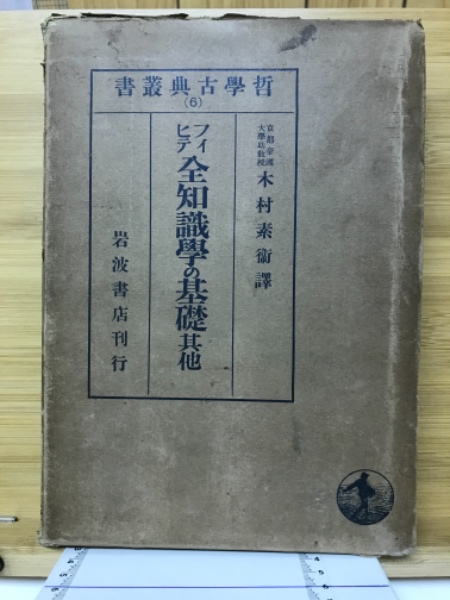 哲學古典叢書
(6)
京都帝國
大學助教授
木村素衞譯
フィ
ヒテ
全知識學の基礎其他
岩波書店刊行